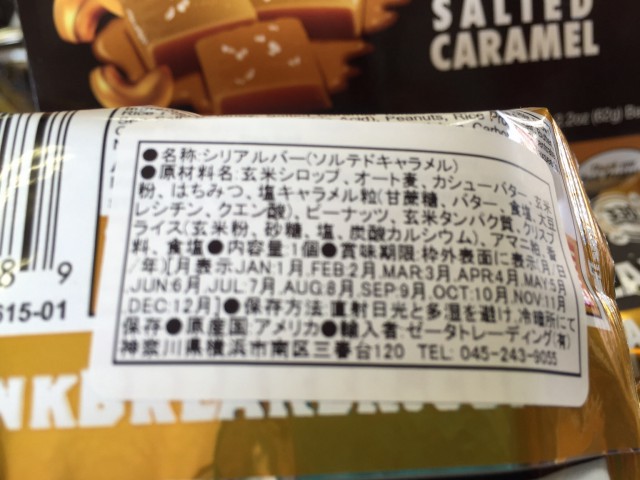 SALTED
CARAMEL
2.2oz (62g) Ba
Acid), Peanuts, Rice
●名称:シリアルバー(ソルテドキャラメル)
●原材料名:玄米シロップ、オート麦、カシューバター、玄米
粉、はちみつ、塩キャラメル粒(甘蔗糖、バター、食塩、大豆
レシチン、クエン酸)、ピーナッツ、玄米タンパク質、クリスプ
ライス(玄米粉、砂糖、塩、炭酸カルシウム)、アマニ粉、香
料、食塩●内容量:1個●賞味期限:枠外表面に表示[月/日
/年)[月表示JAN:1月,FEB:2月,MAR:3月,APR:4月,MAY:5月
JUN:6月,JUL:7月,AUG:8月,SEP:9月,OCT:10月,NOV:11月
DEC:12月]●保存方法:直射日光と多湿を避け、冷暗所にて
保存●原産国:アメリカ●輸入者:ゼータトレーディング(有)
神奈川県横浜市南区三春台120 TEL: 045-243-9055
8 9
615-01